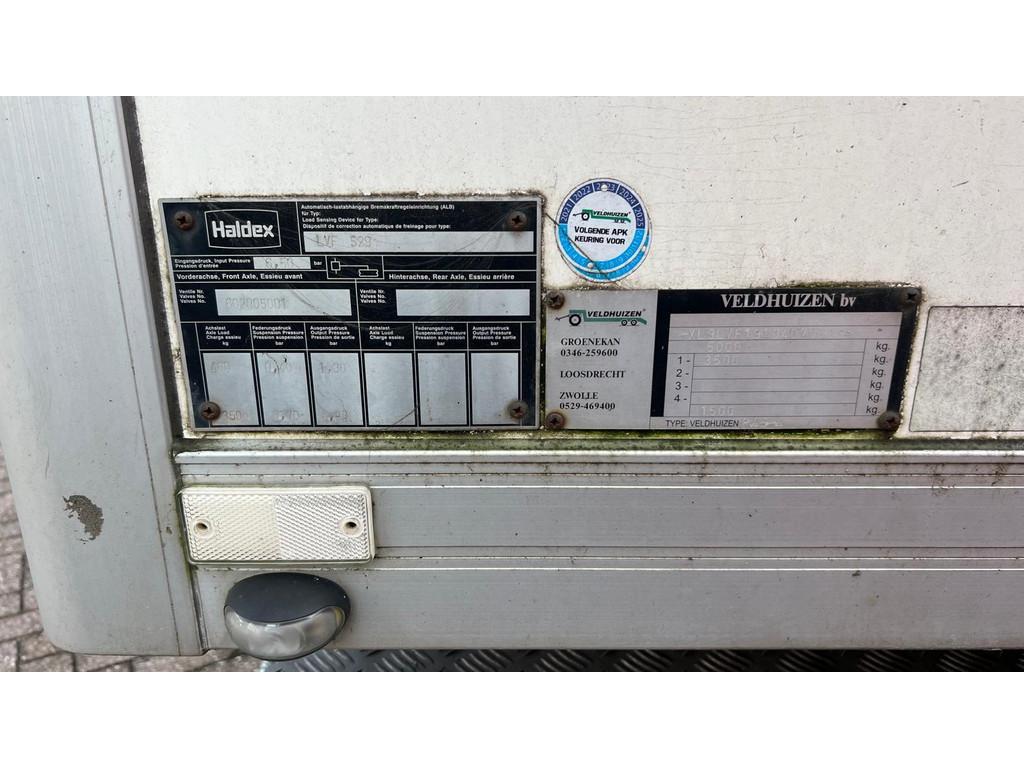 Haldex
Automatisch-lastabhängige Bremskraftregeleinrichtung (ALB)
für Typ:
Load Sensing Device for Type:
Dispositif de correction automatique de freinage pour type:
LVF 529
Eingangsdruck, Input Pressure
Pression d'entrée
bar
Vorderachse, Front Axle, Essieu avant
Hinterachse, Rear Axle, Essieu arrière
Ventile Nr.
Valves No.
Valves No.
602005001
Ventile Nr.
Valves No.
Valves No.
Achslast Federungsdruck Ausgangsdruck Achslast Federungsdruck Ausgangsdruck
Axle Load Suspension Pressure Output Pressure Axle Load Suspension Pressure Output Pressure
Charge essieu Pression Suspension Pression de sortie Charge essieu Pression Suspension Pression de sortie
kg bar bar kg bar bar
2021 2022 2023 2024 2025
VELDHUIZEN
VOLGENDE APK
KEURING VOOR
VELDHUIZEN
GROENEKAN
0346-259600
LOOSDRECHT
ZWOLLE
0529-469400
VELDHUIZEN bv
kg.
1- 3500 kg.
2- kg.
3- kg.
4- kg.
1500 kg.
TYPE: VELDHUIZEN